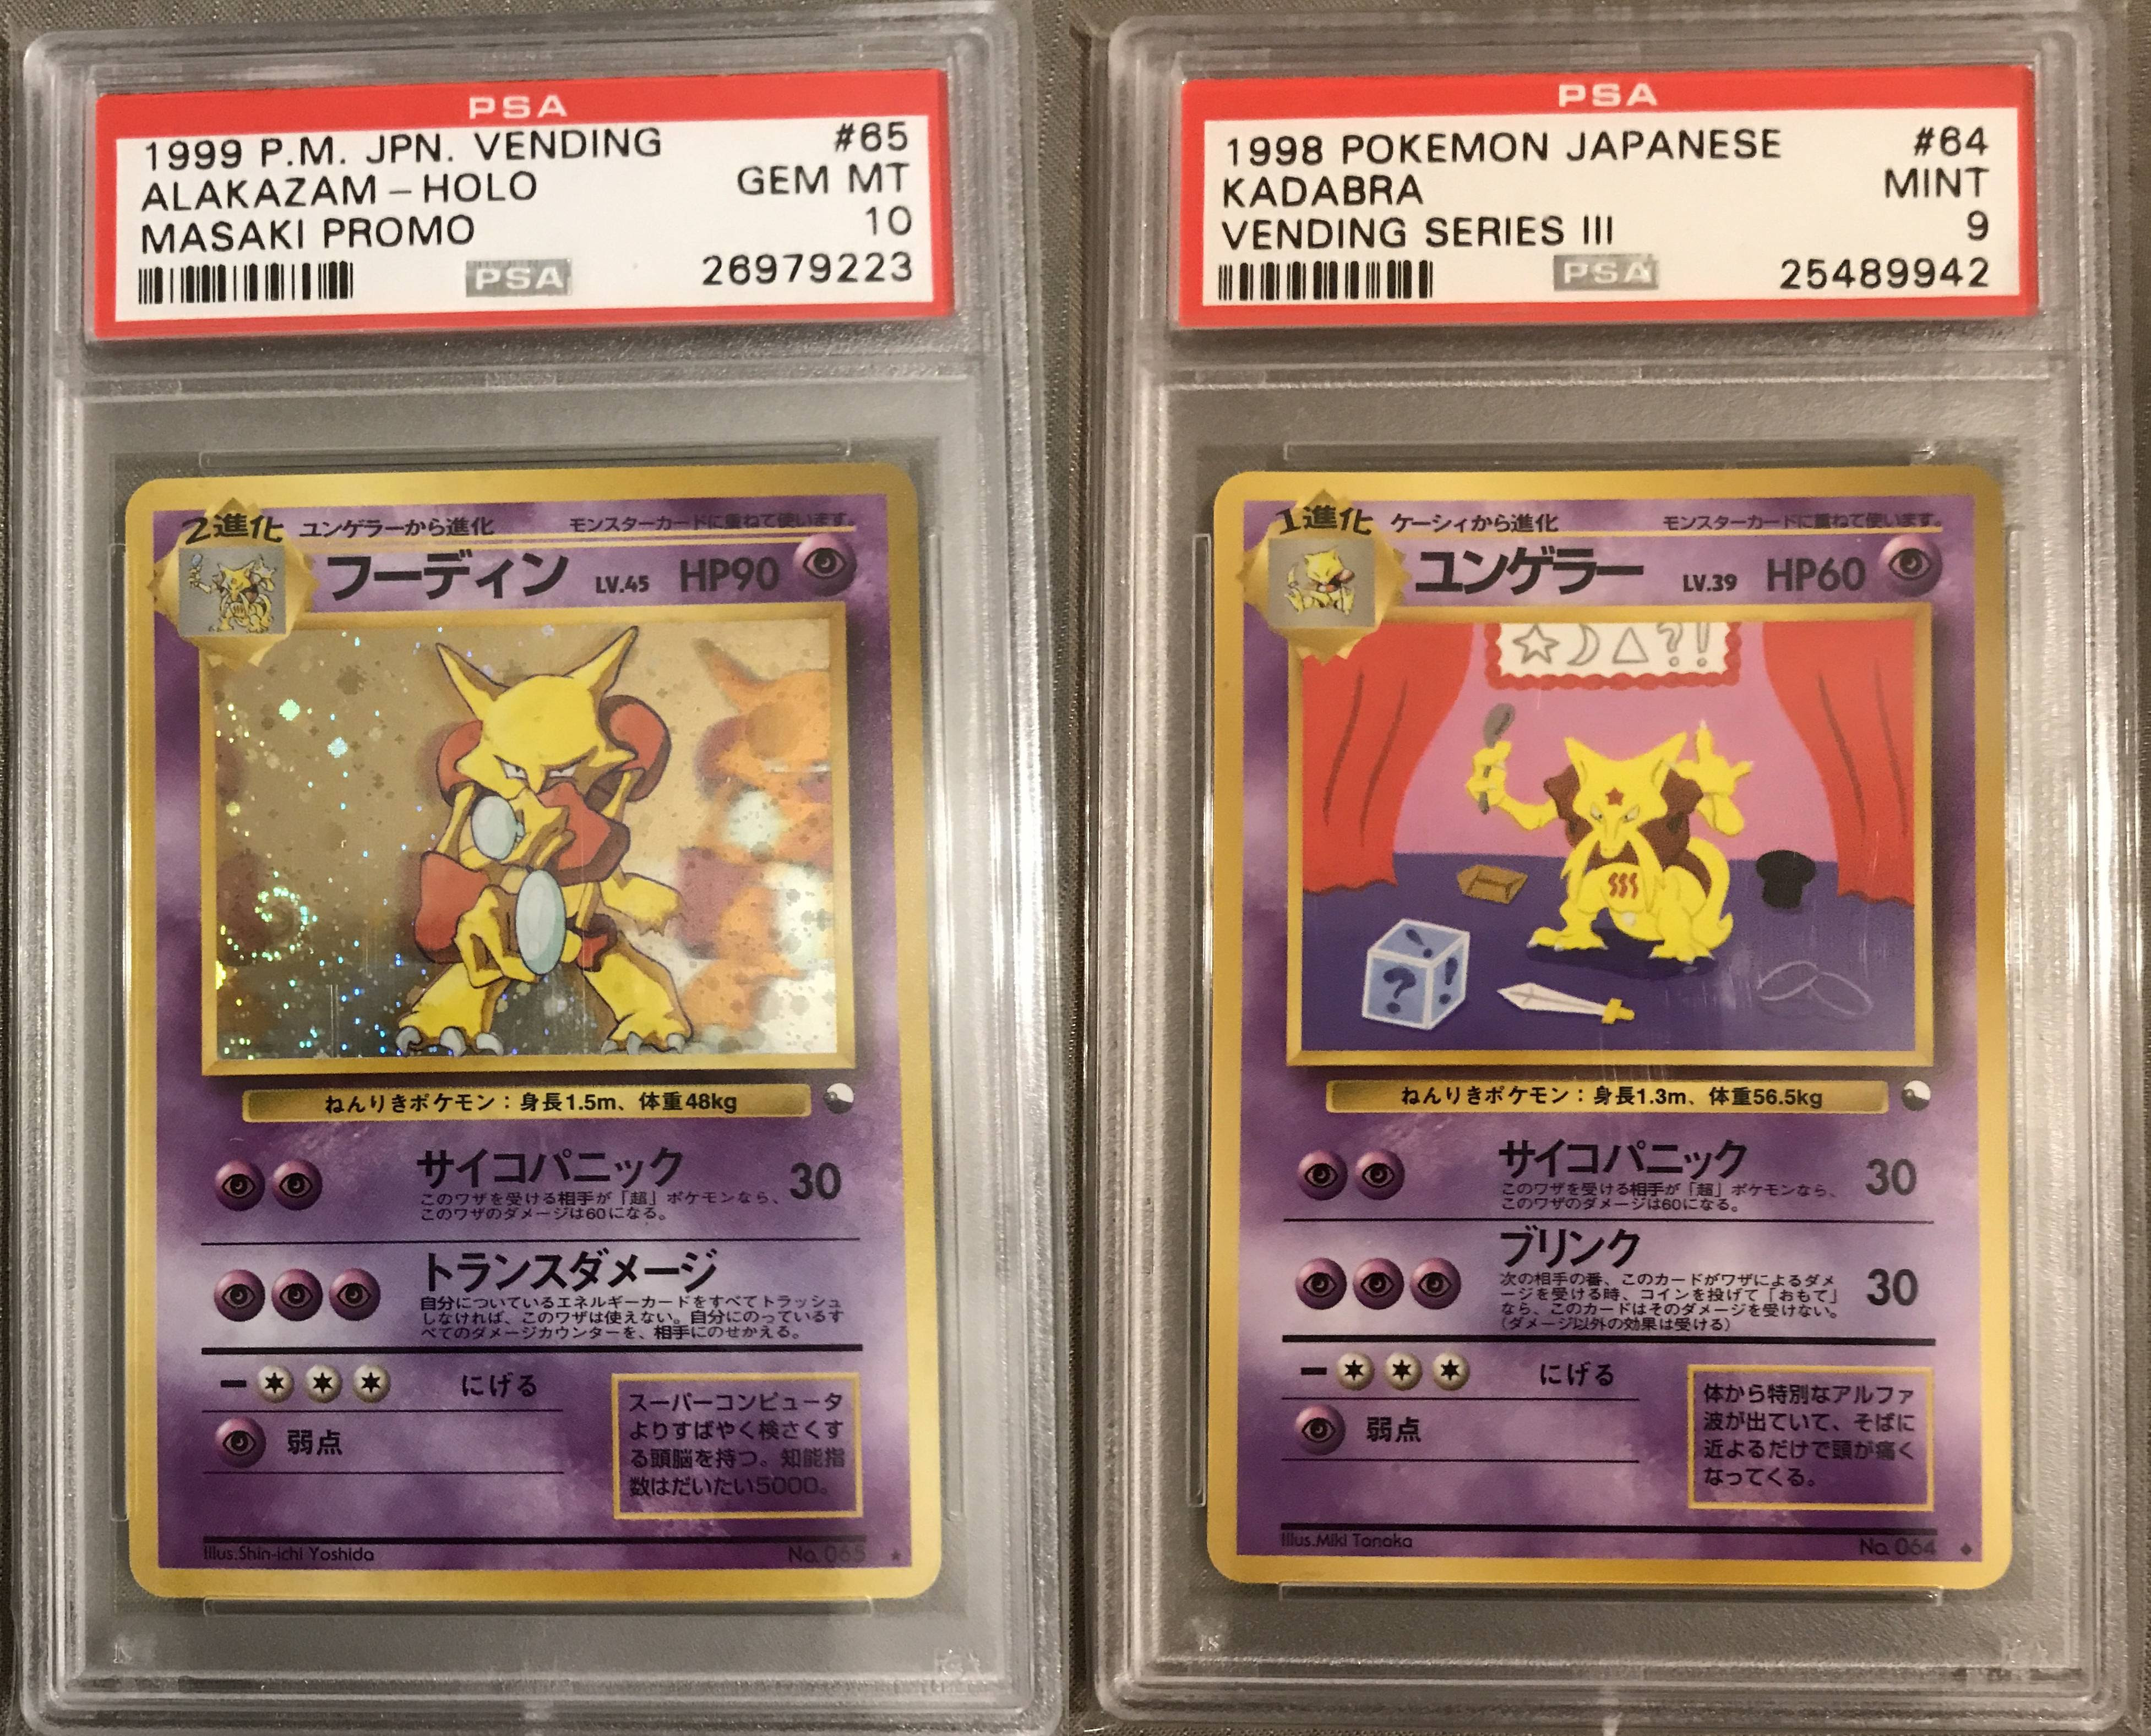 PSA
1999 P.M. JPN. VENDING #65
ALAKAZAM – HOLO GEM MT
MASAKI PROMO 10
PSA 26979223
2進化 ユンゲラーから進化 モンスターカードに重ねて使います。
フーディン LV.45 HP90
ねんりきポケモン：身長1.5m、体重48kg
サイコパニック 30
このワザを受ける相手が「超」ポケモンなら、
このワザのダメージは60になる。
トランスダメージ
自分についているエネルギーカードをすべてトラッシュ
しなければ、このワザは使えない。自分にのっているす
べてのダメージカウンターを、相手にのせかえる。
にげる
弱点
スーパーコンピュータ
よりすばやく検さくす
る頭脳を持つ。知能指
数はだいたい5000。
Illus.Shin-ichi Yoshida No. 065
PSA
1998 POKEMON JAPANESE #64
KADABRA MINT
VENDING SERIES III 9
PSA 25489942
1進化 ケーシィから進化 モンスターカードに重ねて使います。
ユンゲラー LV.39 HP60
?!
? ! !
ねんりきポケモン：身長1.3m、体重56.5kg
サイコパニック 30
このワザを受ける相手が「超」ポケモンなら、
このワザのダメージは60になる。
ブリンク 30
次の相手の番、このカードがワザによるダメ
ージを受ける時、コインを投げて「おもて」
なら、このカードはそのダメージを受けない。
（ダメージ以外の効果は受ける）
にげる
弱点
体から特別なアルファ
波が出ていて、そばに
近よるだけで頭が痛く
なってくる。
Illus.Miki Tanaka No. 064